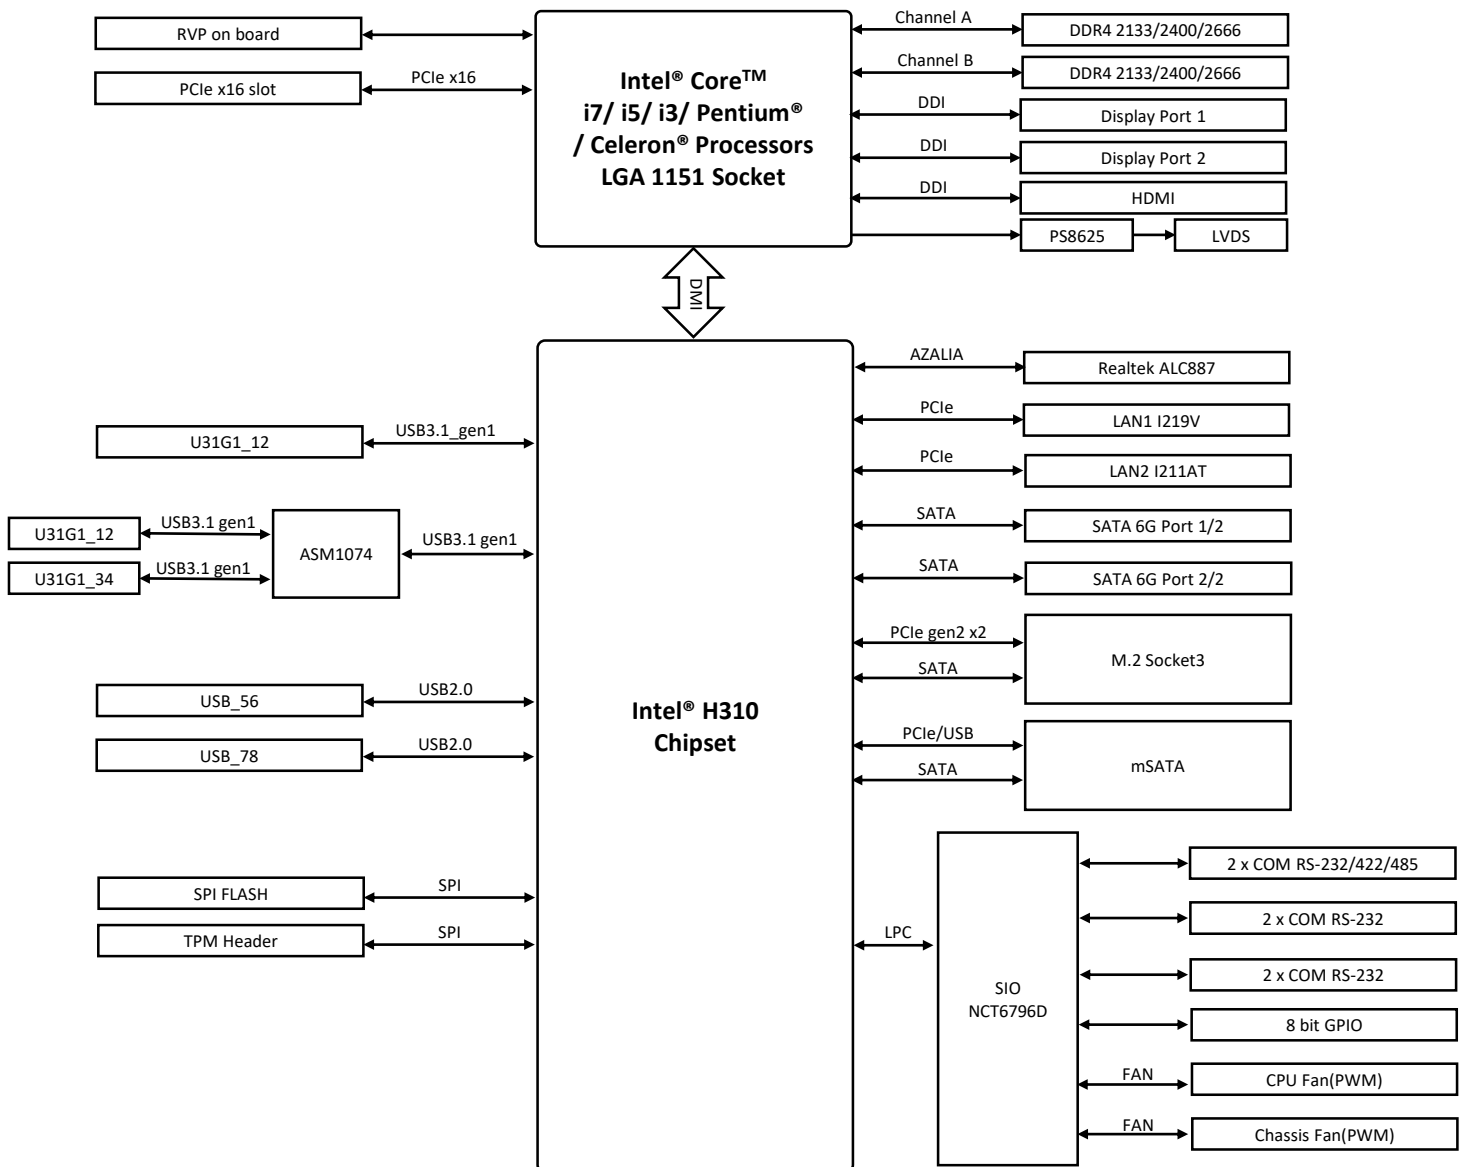 RVP on board
PCIe x16 slot
PCIe x16
Intel® Core™
i7/ i5/ i3/ Pentium®
/ Celeron® Processors
LGA 1151 Socket
Channel A
DDR4 2133/2400/2666
Channel B
DDR4 2133/2400/2666
DDI
Display Port 1
DDI
Display Port 2
DDI
HDMI
PS8625
LVDS
DMI
U31G1_12
USB3.1_gen1
U31G1_12
USB3.1 gen1
U31G1_34
USB3.1 gen1
ASM1074
USB3.1 gen1
USB_56
USB2.0
USB_78
USB2.0
SPI FLASH
SPI
TPM Header
SPI
Intel® H310
Chipset
AZALIA
Realtek ALC887
PCIe
LAN1 I219V
PCIe
LAN2 I211AT
SATA
SATA 6G Port 1/2
SATA
SATA 6G Port 2/2
PCIe gen2 x2
SATA
M.2 Socket3
PCIe/USB
SATA
mSATA
LPC
SIO
NCT6796D
2 x COM RS-232/422/485
2 x COM RS-232
2 x COM RS-232
8 bit GPIO
FAN
CPU Fan(PWM)
FAN
Chassis Fan(PWM)